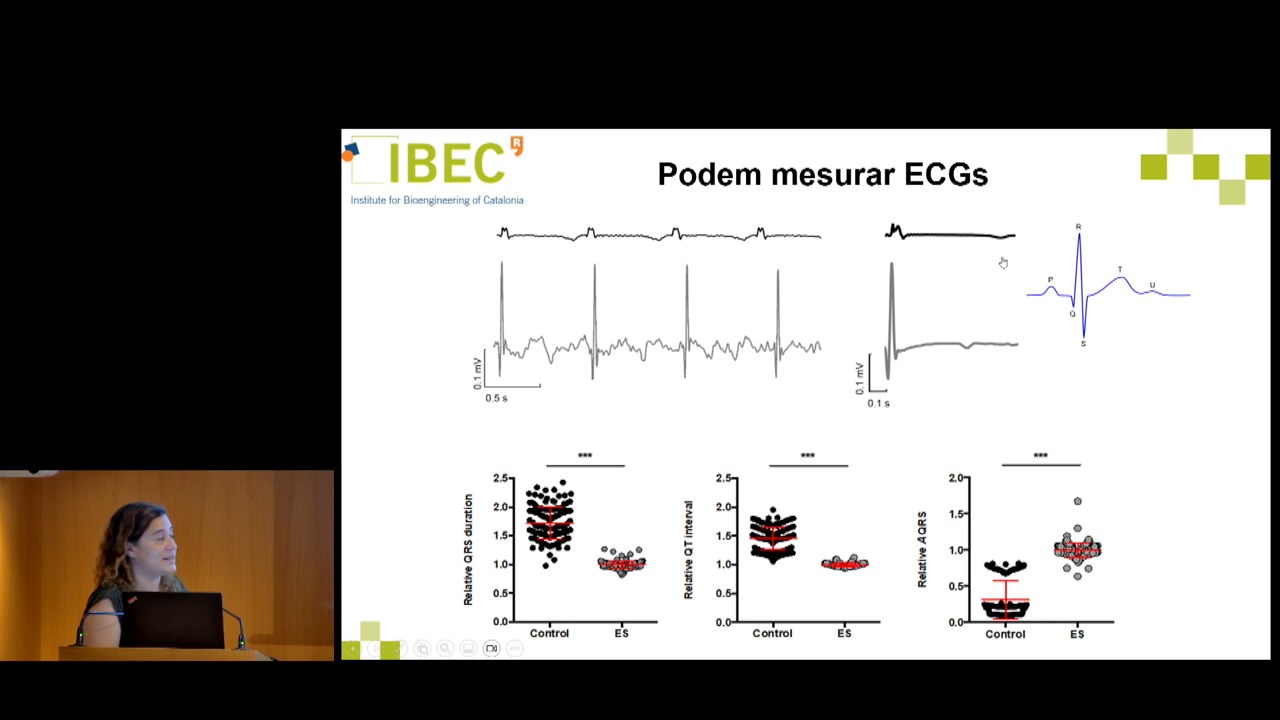 IBEC R
Institute for Bioengineering of Catalonia
Podem mesurar ECGs
0.1 mV
0.5 s
0.1 mV
0.1 s
R
P
T
U
Q
S
***
Relative QRS duration
2.5
2.0
1.5
1.0
0.5
0.0
Control ES
***
Relative QT interval
2.5
2.0
1.5
1.0
0.5
0.0
Control ES
***
Relative AQRS
2.0
1.5
1.0
0.5
0.0
Control ES